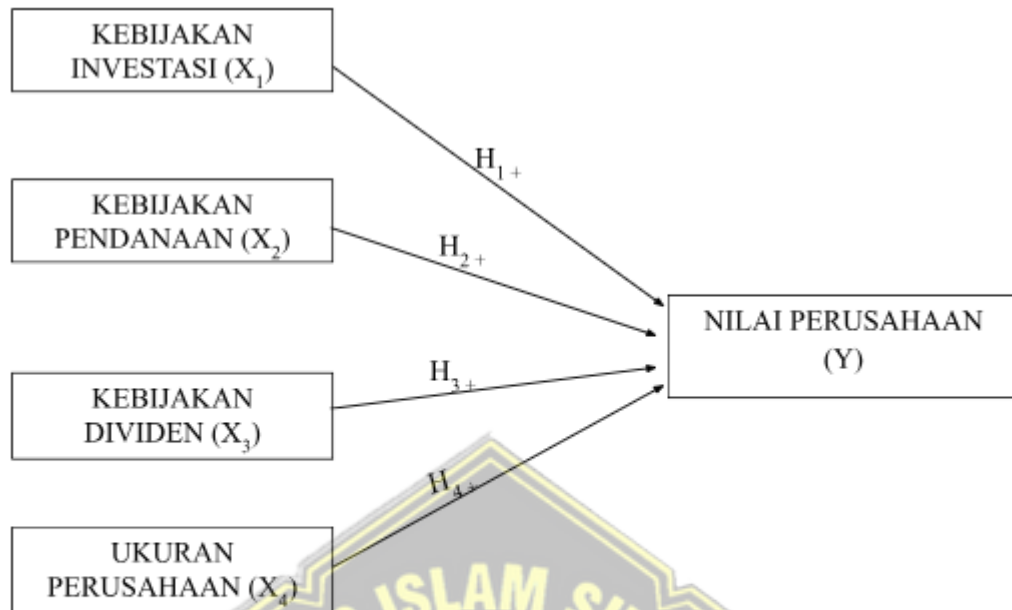 KEBIJAKAN
INVESTASI (X₁)
H₁ ₊
KEBIJAKAN
PENDANAAN (X₂)
H₂ ₊
NILAI PERUSAHAAN
(Y)
H₃ ₊
KEBIJAKAN
DIVIDEN (X₃)
H₄ ₊
UKURAN
PERUSAHAAN (X₄)
ISLAM